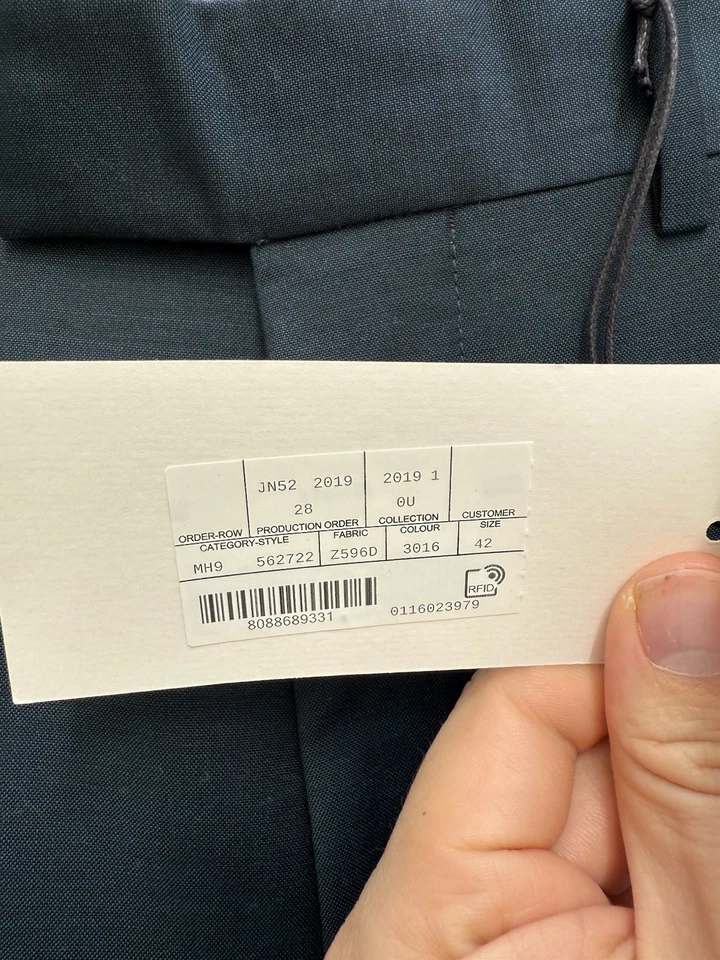 JN52 2019 2019 1
28 0U
ORDER-ROW PRODUCTION ORDER COLLECTION CUSTOMER
CATEGORY-STYLE FABRIC COLOUR SIZE
MH9 562722 Z596D 3016 42
RFID
8088689331 0116023979